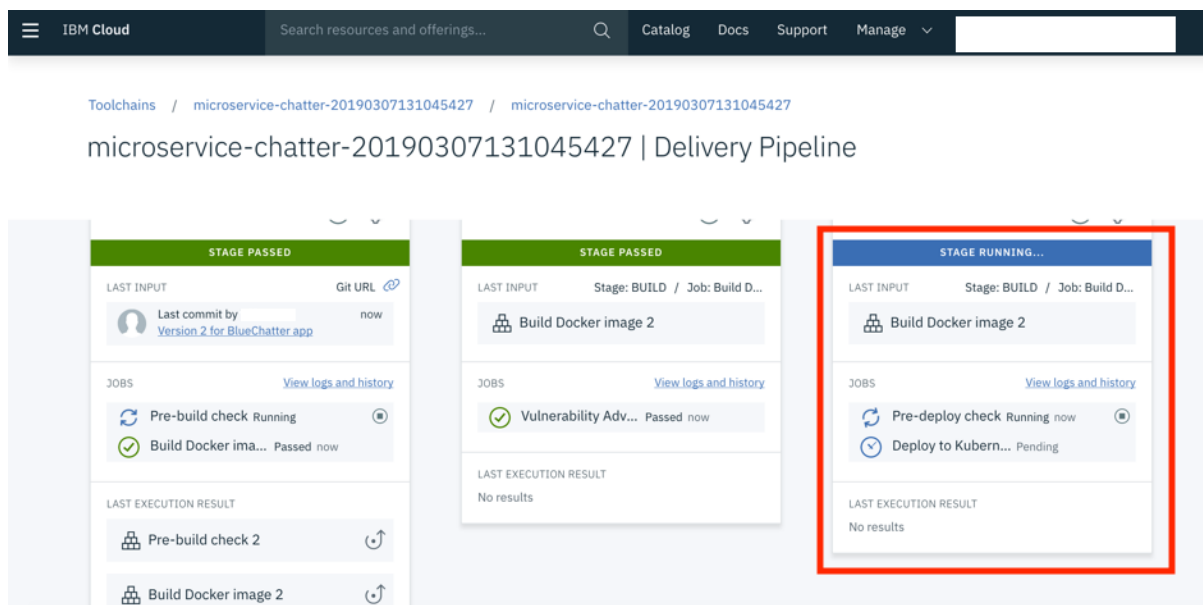 IBM Cloud Search resources and offerings... Catalog Docs Support Manage
Toolchains / microservice-chatter-20190307131045427 / microservice-chatter-20190307131045427
microservice-chatter-20190307131045427 | Delivery Pipeline
STAGE PASSED
LAST INPUT Git URL
Last commit by now
Version 2 for BlueChatter app
JOBS View logs and history
Pre-build check Running
Build Docker ima... Passed now
LAST EXECUTION RESULT
Pre-build check 2
Build Docker image 2
STAGE PASSED
LAST INPUT Stage: BUILD / Job: Build D...
Build Docker image 2
JOBS View logs and history
Vulnerability Adv... Passed now
LAST EXECUTION RESULT
No results
STAGE RUNNING...
LAST INPUT Stage: BUILD / Job: Build D...
Build Docker image 2
JOBS View logs and history
Pre-deploy check Running now
Deploy to Kubern... Pending
LAST EXECUTION RESULT
No results